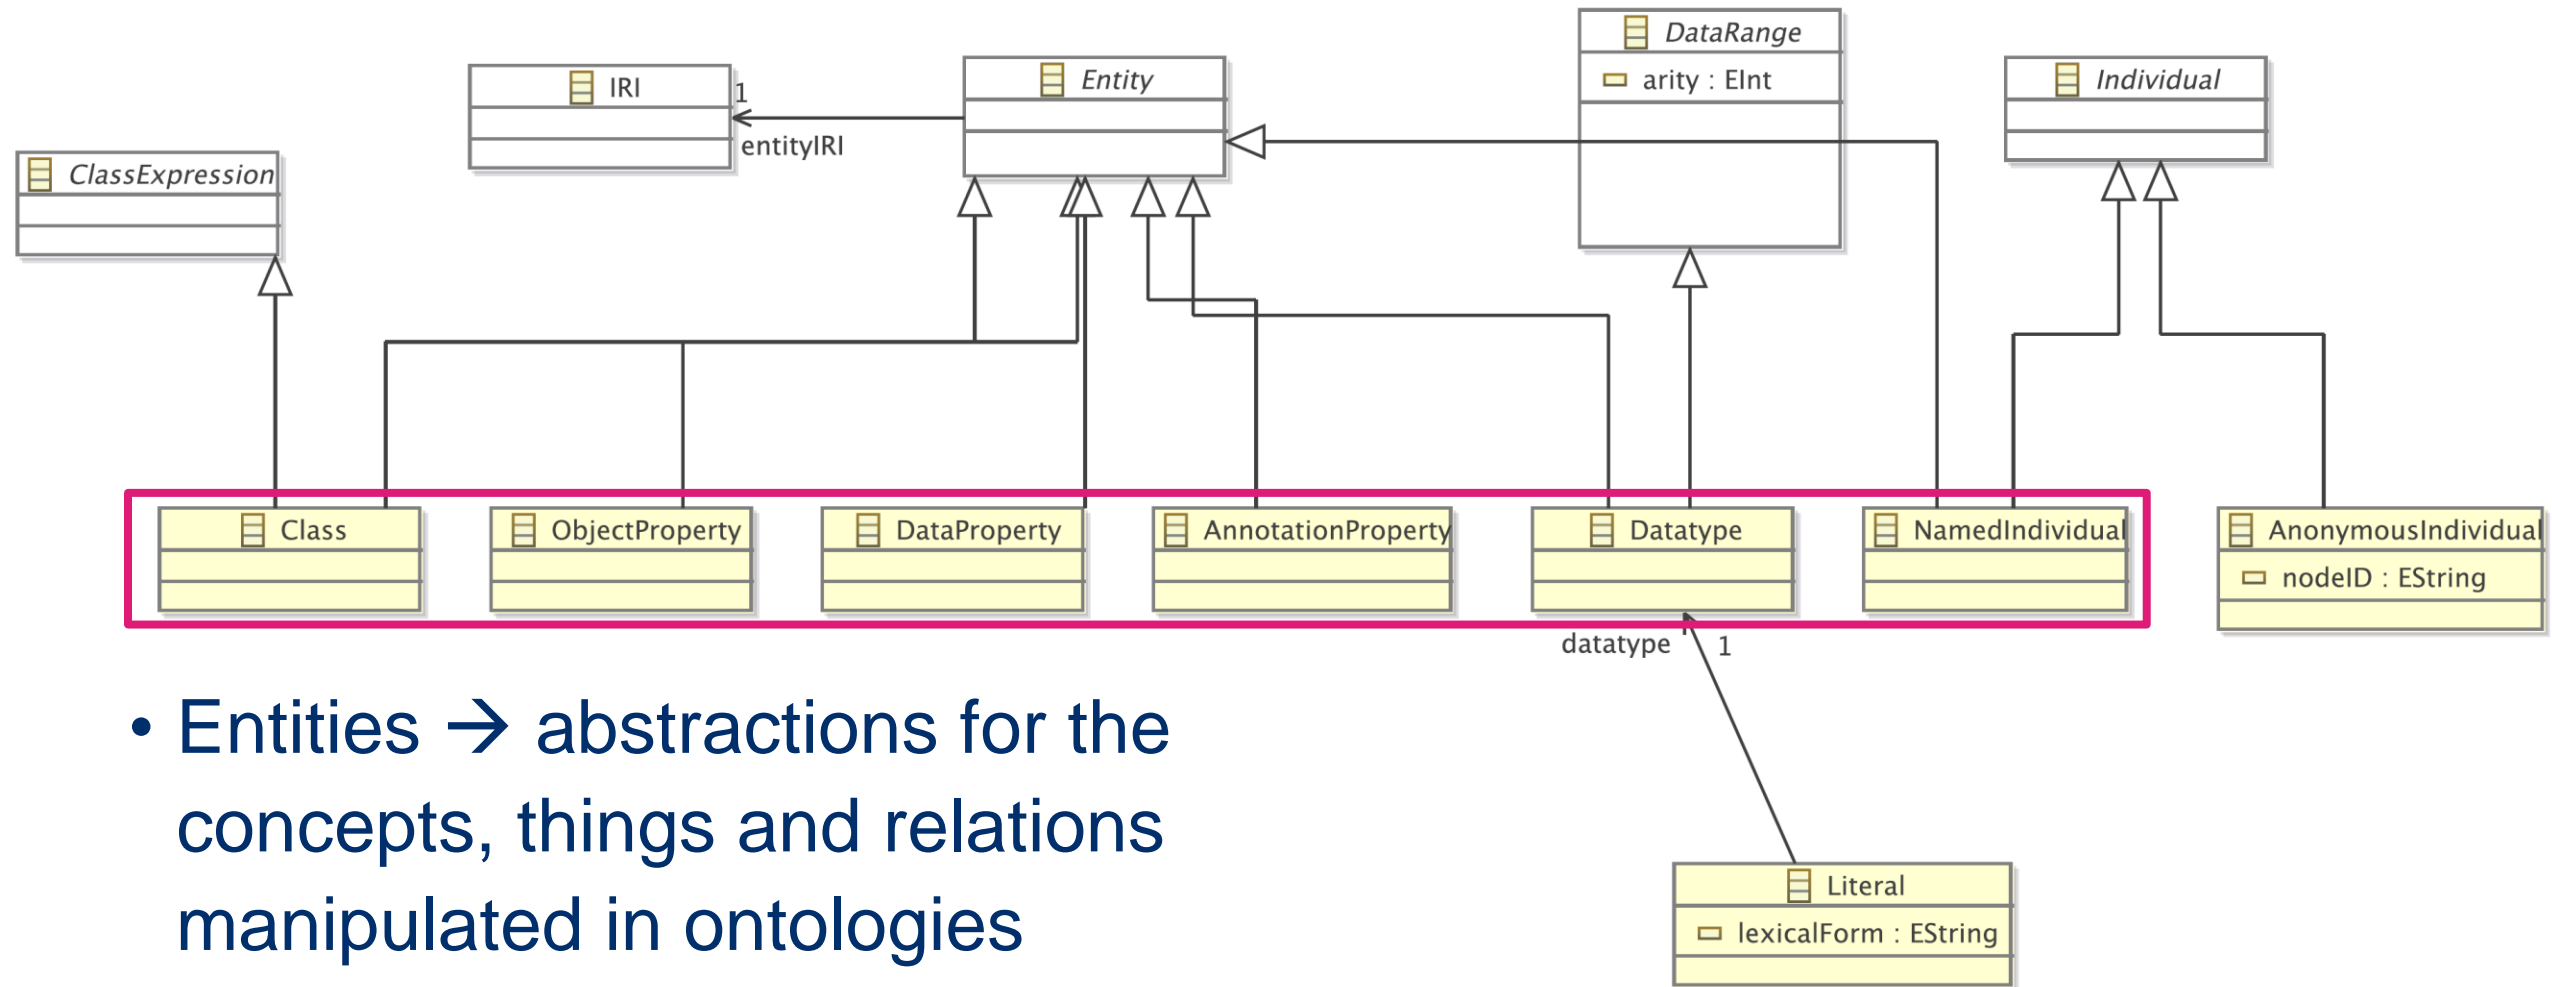 DataRange
arity : EInt
IRI
1
entityIRI
Entity
Individual
ClassExpression
Class
ObjectProperty
DataProperty
AnnotationProperty
Datatype
NamedIndividual
AnonymousIndividual
nodeID : EString
datatype
1
• Entities → abstractions for the
concepts, things and relations
manipulated in ontologies
Literal
lexicalForm : EString